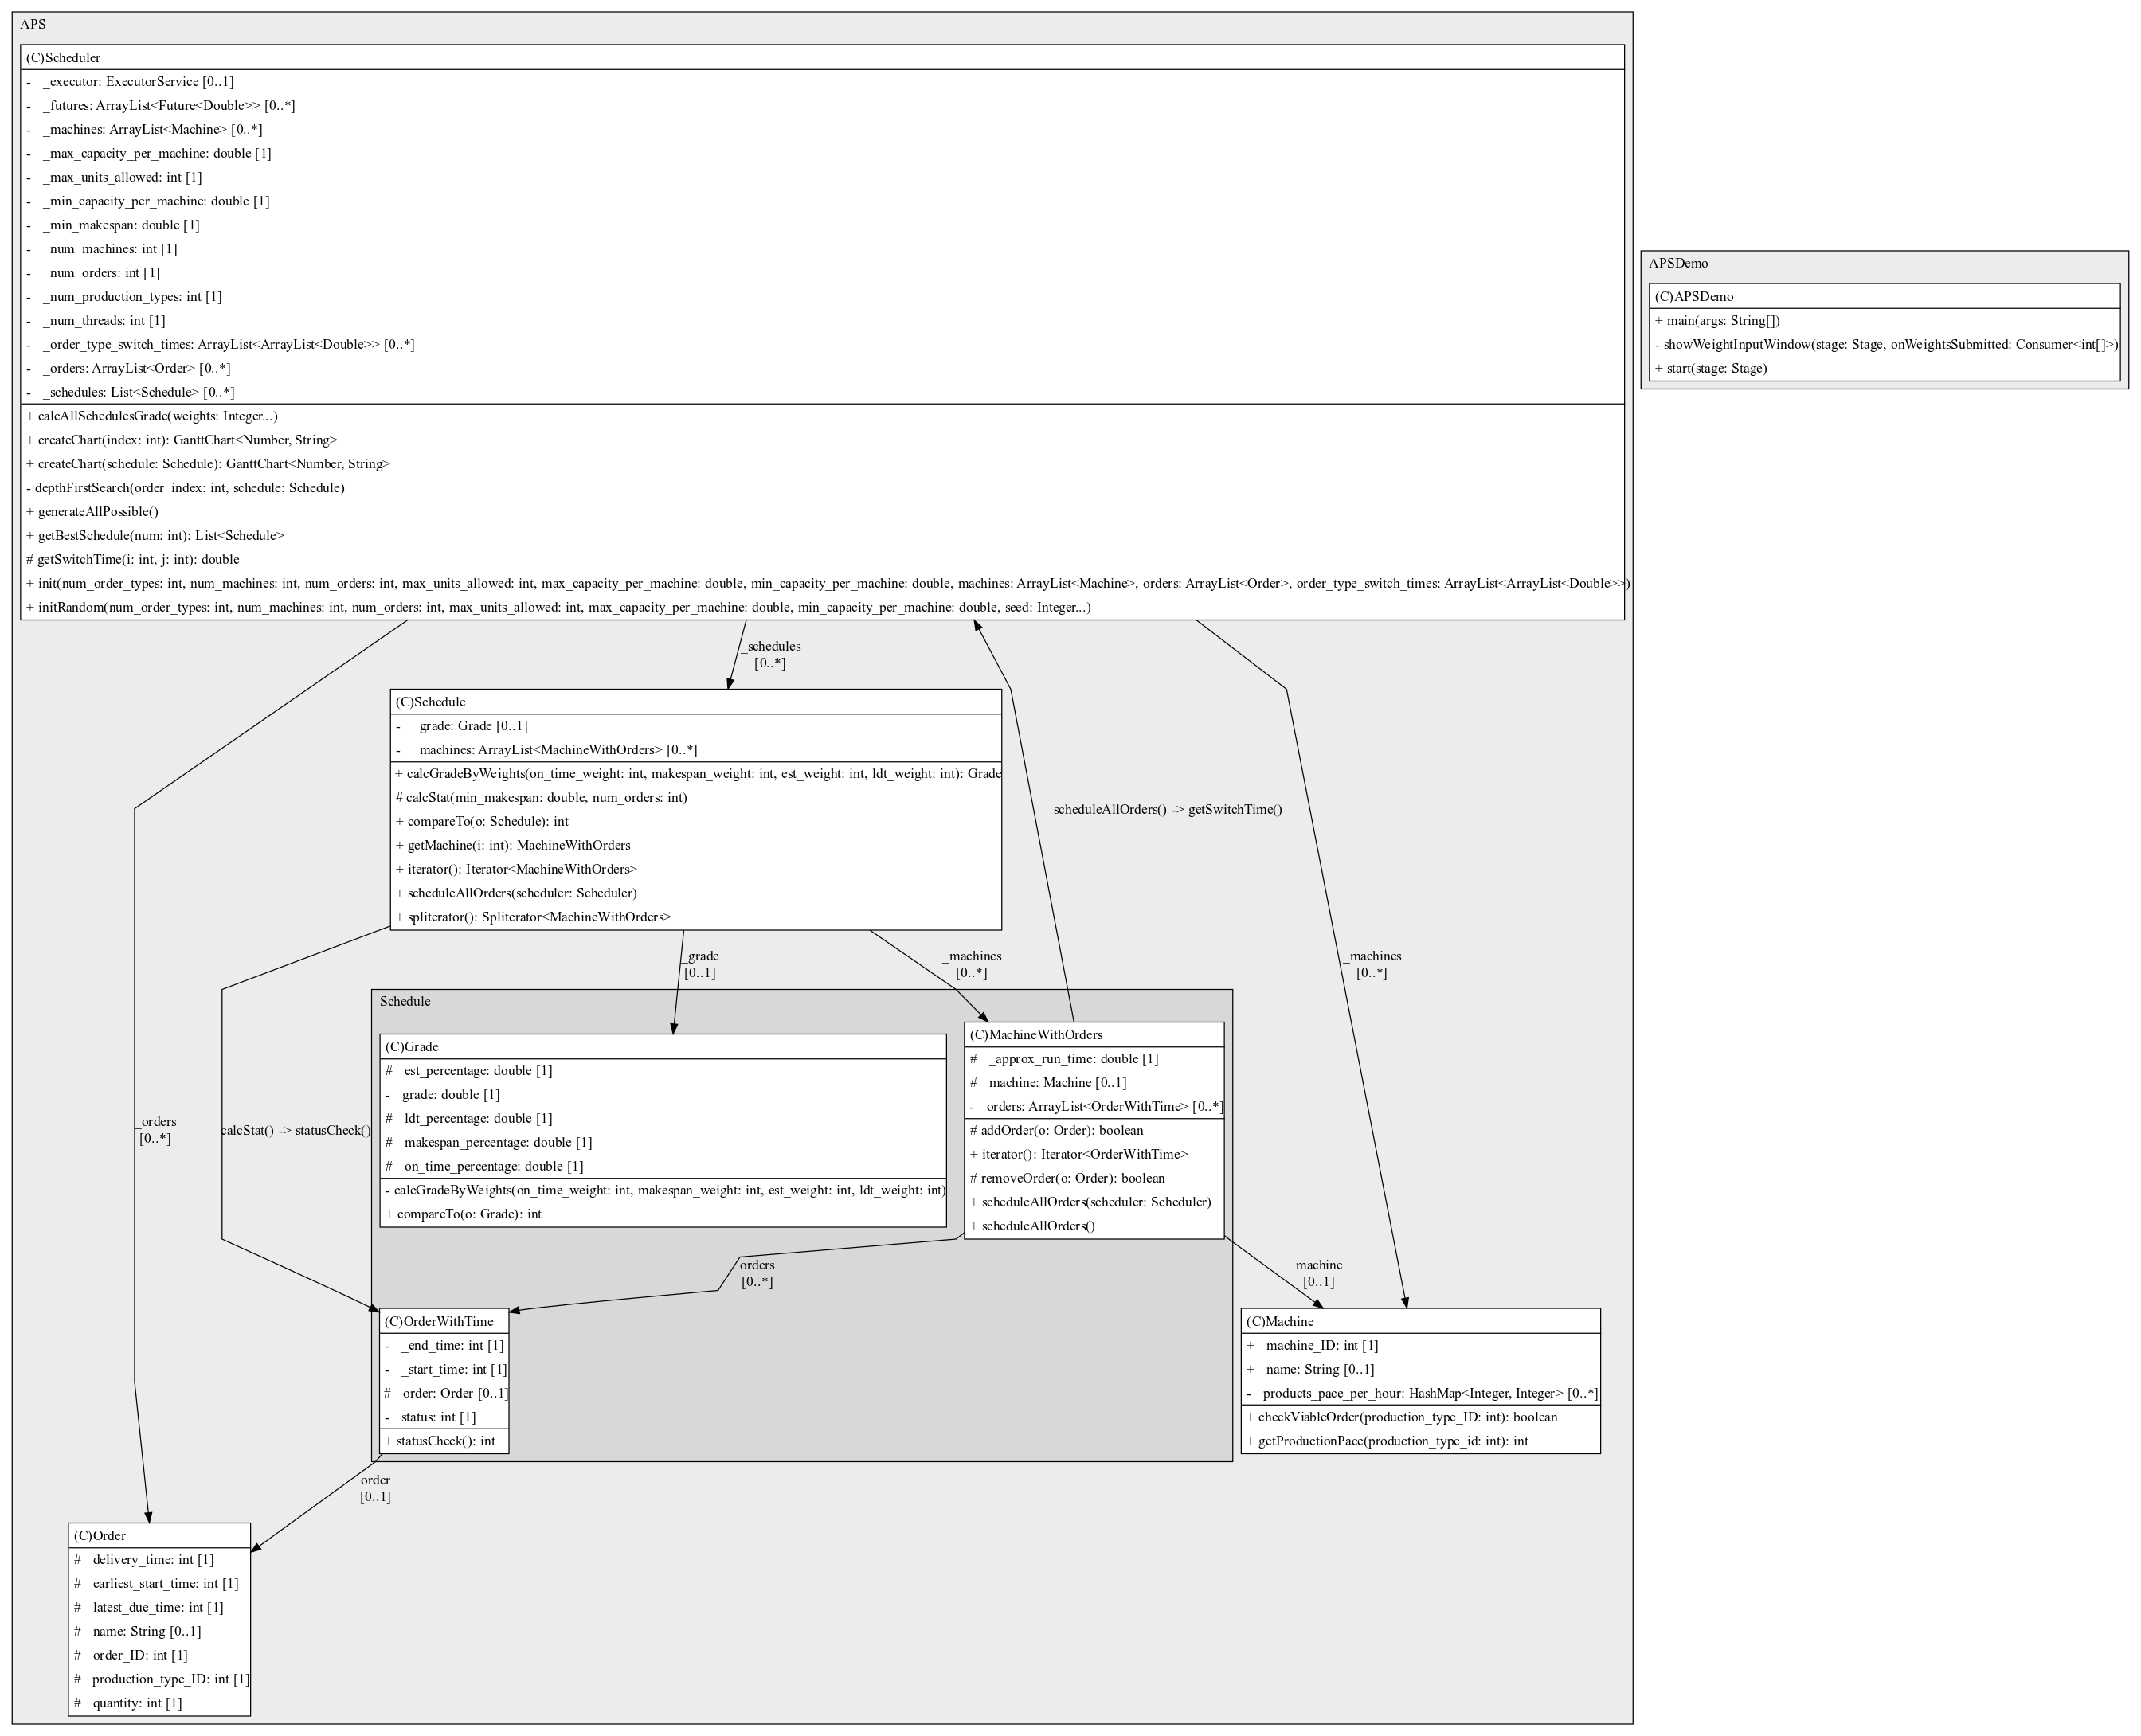 APS
(C)Scheduler
- _executor: ExecutorService [0..1]
- _futures: ArrayList<Future<Double>> [0..*]
- _machines: ArrayList<Machine> [0..*]
- _max_capacity_per_machine: double [1]
- _max_units_allowed: int [1]
- _min_capacity_per_machine: double [1]
- _min_makespan: double [1]
- _num_machines: int [1]
- _num_orders: int [1]
- _num_production_types: int [1]
- _num_threads: int [1]
- _order_type_switch_times: ArrayList<ArrayList<Double>> [0..*]
- _orders: ArrayList<Order> [0..*]
- _schedules: List<Schedule> [0..*]
+ calcAllSchedulesGrade(weights: Integer...)
+ createChart(index: int): GanttChart<Number, String>
+ createChart(schedule: Schedule): GanttChart<Number, String>
- depthFirstSearch(order_index: int, schedule: Schedule)
+ generateAllPossible()
+ getBestSchedule(num: int): List<Schedule>
# getSwitchTime(i: int, j: int): double
+ init(num_order_types: int, num_machines: int, num_orders: int, max_units_allowed: int, max_capacity_per_machine: double, min_capacity_per_machine: double, machines: ArrayList<Machine>, orders: ArrayList<Order>, order_type_switch_times: ArrayList<ArrayList<Double>>)
+ initRandom(num_order_types: int, num_machines: int, num_orders: int, max_units_allowed: int, max_capacity_per_machine: double, min_capacity_per_machine: double, seed: Integer...)
APSDemo
(C)APSDemo
+ main(args: String[])
- showWeightInputWindow(stage: Stage, onWeightsSubmitted: Consumer<int[]>)
+ start(stage: Stage)
_schedules
[0..*]
(C)Schedule
- _grade: Grade [0..1]
- _machines: ArrayList<MachineWithOrders> [0..*]
+ calcGradeByWeights(on_time_weight: int, makespan_weight: int, est_weight: int, ldt_weight: int): Grade
# calcStat(min_makespan: double, num_orders: int)
+ compareTo(o: Schedule): int
+ getMachine(i: int): MachineWithOrders
+ iterator(): Iterator<MachineWithOrders>
+ scheduleAllOrders(scheduler: Scheduler)
+ spliterator(): Spliterator<MachineWithOrders>
scheduleAllOrders() -> getSwitchTime()
_grade
[0..1]
_machines
[0..*]
_machines
[0..*]
Schedule
(C)Grade
# est_percentage: double [1]
- grade: double [1]
# ldt_percentage: double [1]
# makespan_percentage: double [1]
# on_time_percentage: double [1]
- calcGradeByWeights(on_time_weight: int, makespan_weight: int, est_weight: int, ldt_weight: int)
+ compareTo(o: Grade): int
(C)MachineWithOrders
# _approx_run_time: double [1]
# machine: Machine [0..1]
- orders: ArrayList<OrderWithTime> [0..*]
# addOrder(o: Order): boolean
+ iterator(): Iterator<OrderWithTime>
# removeOrder(o: Order): boolean
+ scheduleAllOrders(scheduler: Scheduler)
+ scheduleAllOrders()
_orders
[0..*]
calcStat() -> statusCheck()
orders
[0..*]
machine
[0..1]
(C)OrderWithTime
- _end_time: int [1]
- _start_time: int [1]
# order: Order [0..1]
- status: int [1]
+ statusCheck(): int
(C)Machine
+ machine_ID: int [1]
+ name: String [0..1]
- products_pace_per_hour: HashMap<Integer, Integer> [0..*]
+ checkViableOrder(production_type_ID: int): boolean
+ getProductionPace(production_type_id: int): int
order
[0..1]
(C)Order
# delivery_time: int [1]
# earliest_start_time: int [1]
# latest_due_time: int [1]
# name: String [0..1]
# order_ID: int [1]
# production_type_ID: int [1]
# quantity: int [1]